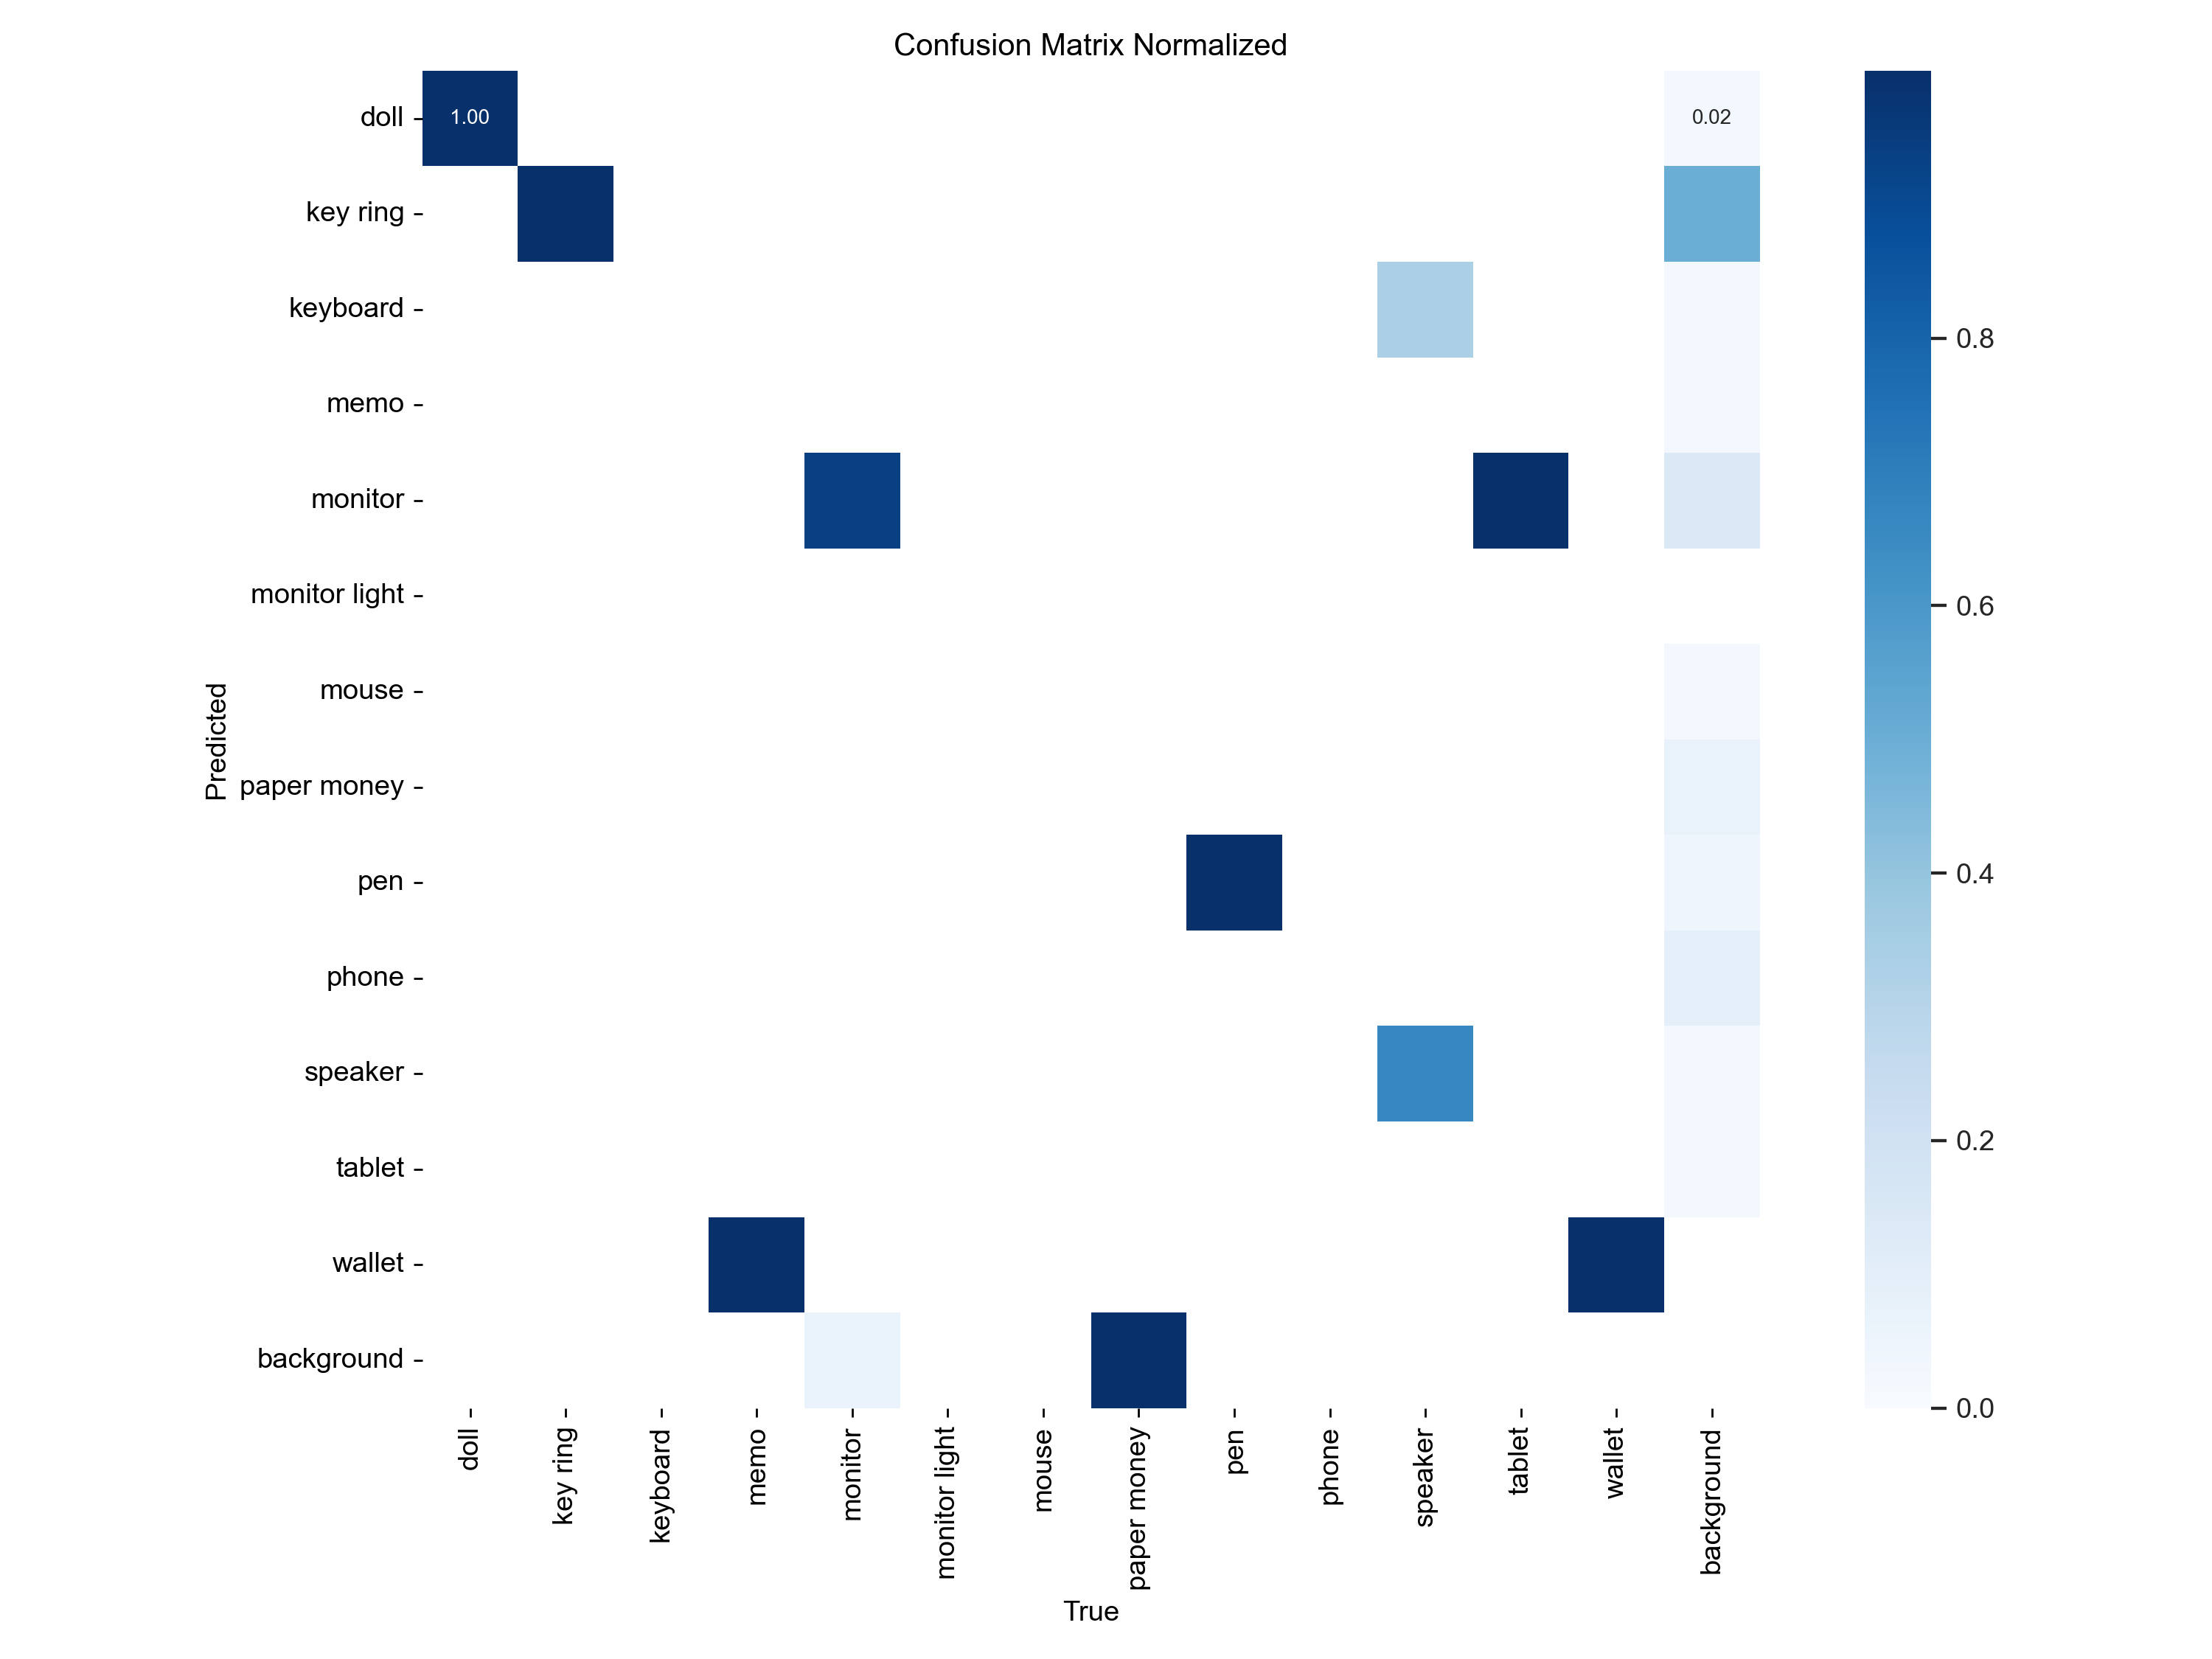 Confusion Matrix Normalized
doll
1.00
0.02
key ring
keyboard
memo
monitor
monitor light
mouse
paper money
pen
phone
speaker
tablet
wallet
background
Predicted
doll
key ring
keyboard
memo
monitor
monitor light
mouse
paper money
pen
phone
speaker
tablet
wallet
background
True
0.8
0.6
0.4
0.2
0.0